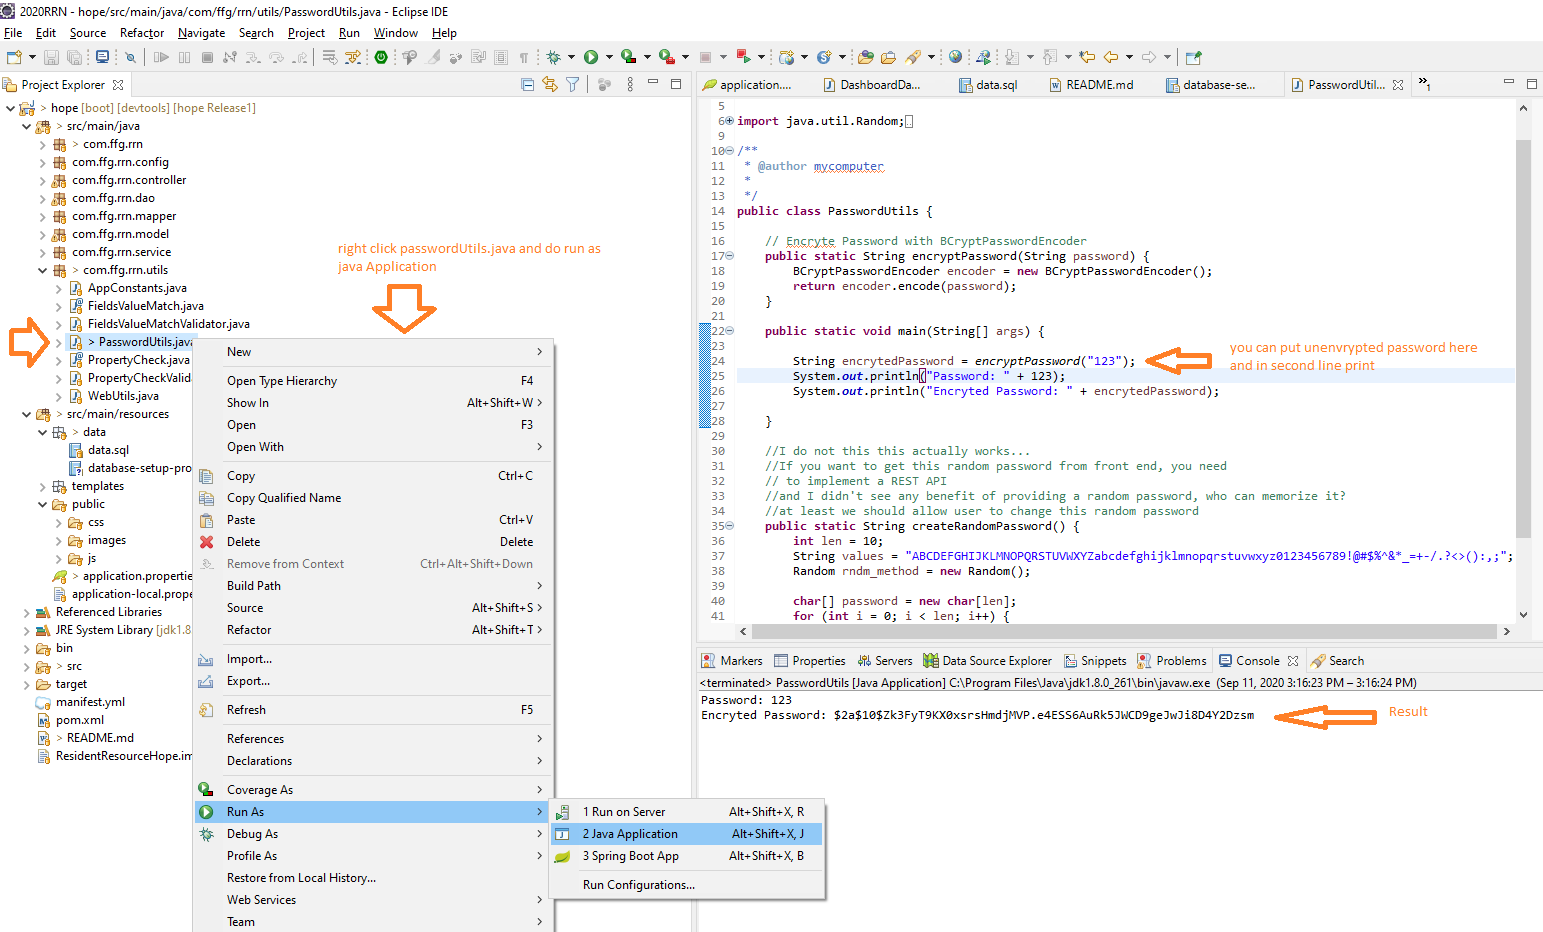 2020RRN - hope/src/main/java/com/ffg/rrn/utils/PasswordUtils.java - Eclipse IDE
File Edit Source Refactor Navigate Search Project Run Window Help
Project Explorer
hope [boot] [devtools] [hope Release1]
> src/main/java
> com.ffg.rrn
com.ffg.rrn.config
com.ffg.rrn.controller
com.ffg.rrn.dao
com.ffg.rrn.mapper
com.ffg.rrn.model
com.ffg.rrn.service
> com.ffg.rrn.utils
AppConstants.java
FieldsValueMatch.java
FieldsValueMatchValidator.java
> PasswordUtils.java
PropertyCheck.java
PropertyCheckValida
WebUtils.java
> src/main/resources
> data
data.sql
database-setup-pro
templates
> public
css
images
js
> application.propertie
application-local.prope
Referenced Libraries
JRE System Library [jdk1.8
bin
> src
target
manifest.yml
pom.xml
> README.md
ResidentResourceHope.im
right click passwordUtils.java and do run as
java Application
New
Open Type Hierarchy F4
Show In Alt+Shift+W >
Open F3
Open With
Copy Ctrl+C
Copy Qualified Name
Paste Ctrl+V
Delete Delete
Remove from Context Ctrl+Alt+Shift+Down
Build Path
Source Alt+Shift+S >
Refactor Alt+Shift+T >
Import...
Export...
Refresh F5
References
Declarations
Coverage As
Run As
Debug As
Profile As
Restore from Local History...
Web Services
Team
1 Run on Server Alt+Shift+X, R
2 Java Application Alt+Shift+X, J
3 Spring Boot App Alt+Shift+X, B
Run Configurations...
application.... DashboardDa... data.sql README.md database-se... PasswordUtil... »1
5
6 import java.util.Random;
9
10 /**
11 * @author mycomputer
12 *
13 */
14 public class PasswordUtils {
15
16 // Encryte Password with BCryptPasswordEncoder
17 public static String encryptPassword(String password) {
18 BCryptPasswordEncoder encoder = new BCryptPasswordEncoder();
19 return encoder.encode(password);
20 }
21
22 public static void main(String[] args) {
23
24 String encrytedPassword = encryptPassword("123");
25 System.out.println("Password: " + 123);
26 System.out.println("Encryted Password: " + encrytedPassword);
27
28 }
29
30 //I do not this this actually works...
31 //If you want to get this random password from front end, you need
32 // to implement a REST API
33 //and I didn't see any benefit of providing a random password, who can memorize it?
34 //at least we should allow user to change this random password
35 public static String createRandomPassword() {
36 int len = 10;
37 String values = "ABCDEFGHIJKLMNOPQRSTUVWXYZabcdefghijklmnopqrstuvwxyz0123456789!@#$%^&*_=+-/.?<>():,;";
38 Random rndm_method = new Random();
39
40 char[] password = new char[len];
41 for (int i = 0; i < len; i++) {
you can put unenvrypted password here
and in second line print
Markers Properties Servers Data Source Explorer Snippets Problems Console Search
<terminated> PasswordUtils [Java Application] C:\Program Files\Java\jdk1.8.0_261\bin\javaw.exe (Sep 11, 2020 3:16:23 PM – 3:16:24 PM)
Password: 123
Encryted Password: $2a$10$Zk3FyT9KX0xsrsHmdjMVP.e4ESS6AuRk5JWCD9geJwJi8D4Y2Dzsm
Result